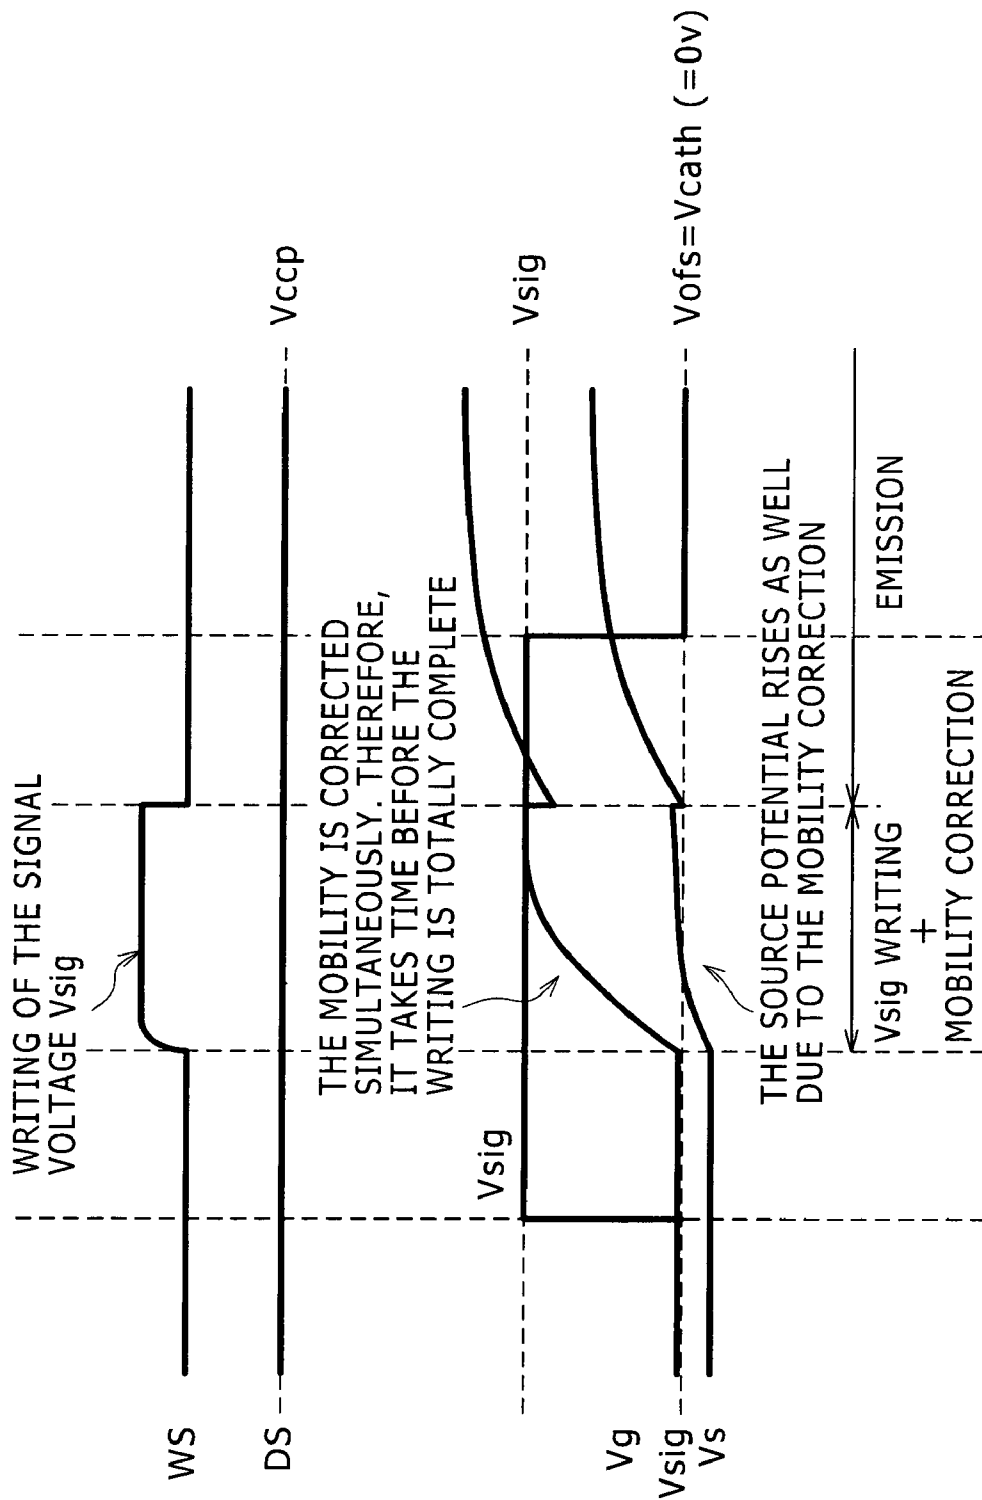 WRITING OF THE SIGNAL
VOLTAGE Vsig
WS
DS
Vccp
THE MOBILITY IS CORRECTED
SIMULTANEOUSLY. THEREFORE,
IT TAKES TIME BEFORE THE
WRITING IS TOTALLY COMPLETE
Vsig
Vsig
Vg
Vsig
Vs
Vofs=Vcath (=0v)
THE SOURCE POTENTIAL RISES AS WELL
DUE TO THE MOBILITY CORRECTION
Vsig WRITING
+
MOBILITY CORRECTION
EMISSION